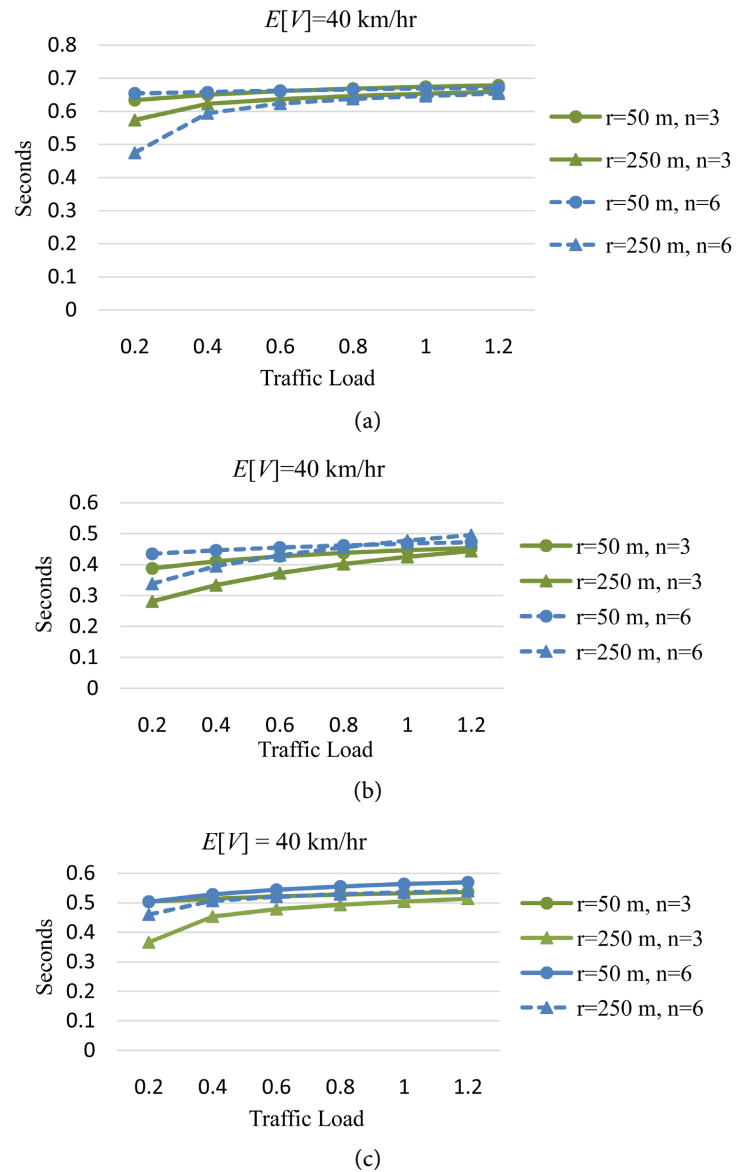 E[V]=40 km/hr
0.8
0.7
0.6
0.5
0.4
0.3
0.2
0.1
0
Seconds
0.2 0.4 0.6 0.8 1 1.2
Traffic Load
r=50 m, n=3
r=250 m, n=3
r=50 m, n=6
r=250 m, n=6
(a)
E[V]=40 km/hr
0.6
0.5
0.4
0.3
0.2
0.1
0
Seconds
0.2 0.4 0.6 0.8 1 1.2
Traffic Load
r=50 m, n=3
r=250 m, n=3
r=50 m, n=6
r=250 m, n=6
(b)
E[V] = 40 km/hr
0.6
0.5
0.4
0.3
0.2
0.1
0
Seconds
0.2 0.4 0.6 0.8 1 1.2
Traffic Load
r=50 m, n=3
r=250 m, n=3
r=50 m, n=6
r=250 m, n=6
(c)